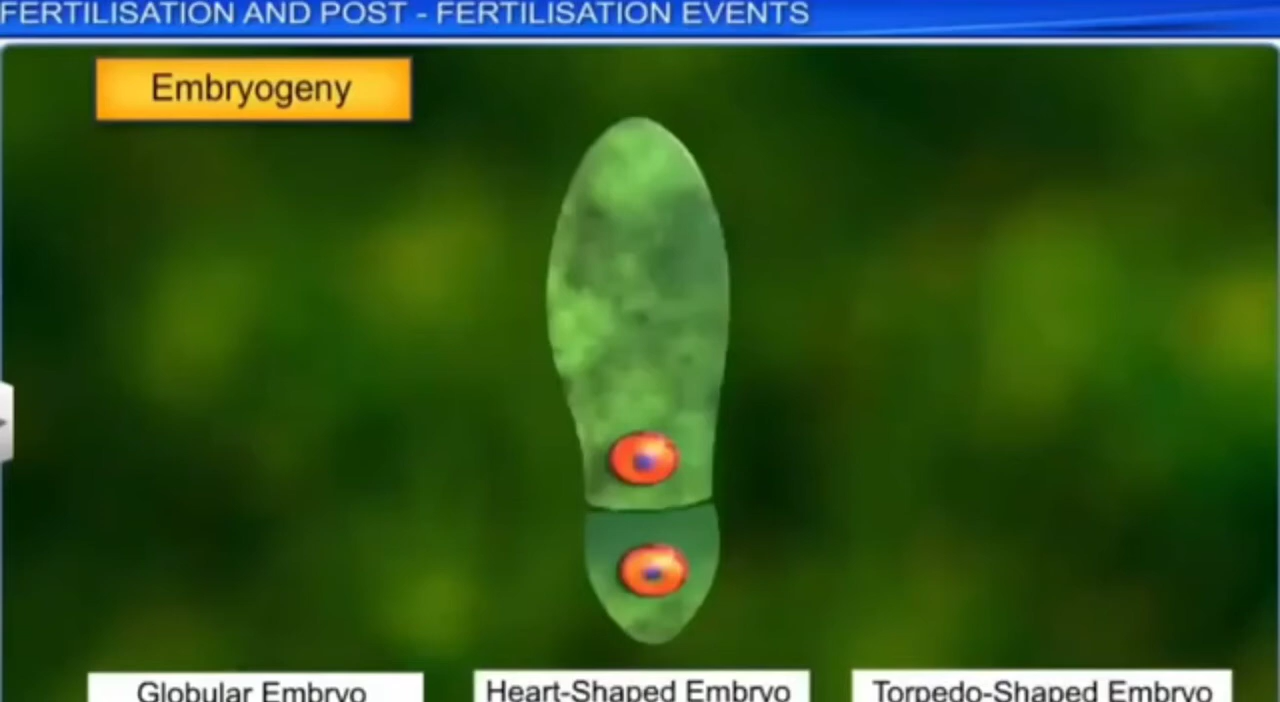 FERTILISATION AND POST - FERTILISATION EVENTS
Embryogeny
Globular Embryo
Heart-Shaped Embryo
Torpedo-Shaped Embryo